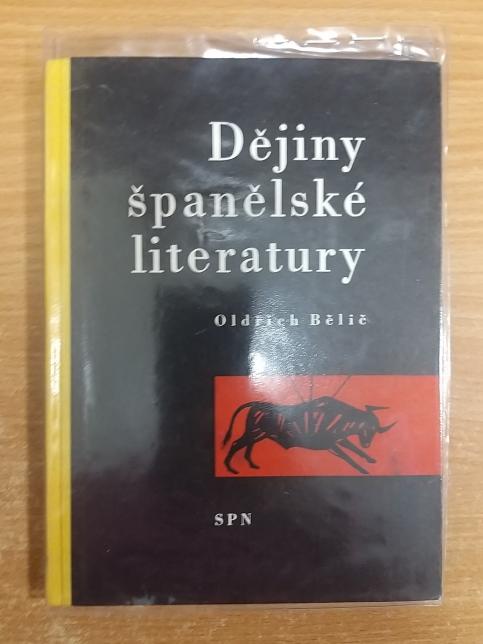 Dějiny
španělské
literatury
Oldřich Bělič
SPN